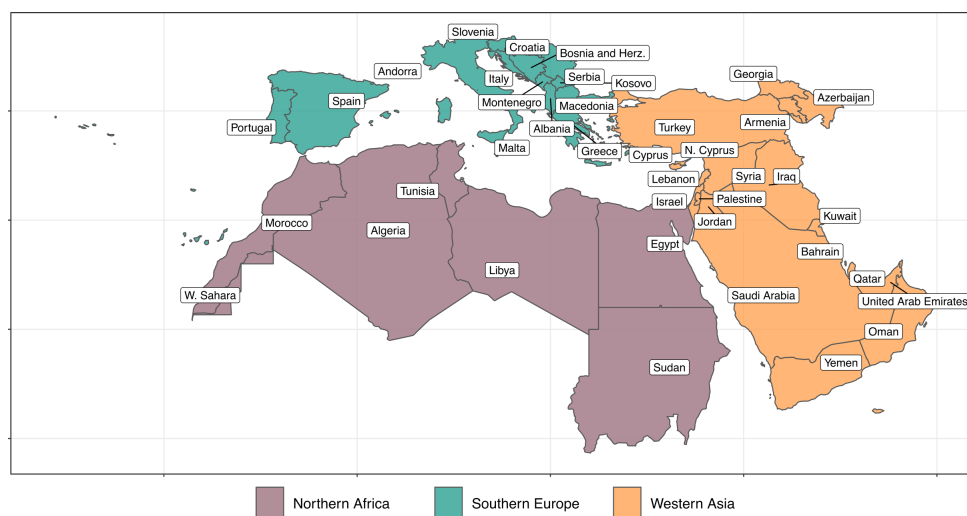 Slovenia
Croatia
Bosnia and Herz.
Andorra
Italy
Serbia
Kosovo
Georgia
Spain
Montenegro
Macedonia
Azerbaijan
Portugal
Albania
Turkey
Armenia
Malta
Greece
Cyprus
N. Cyprus
Tunisia
Lebanon
Syria
Iraq
Israel
Palestine
Morocco
Algeria
Jordan
Kuwait
Egypt
Bahrain
Libya
W. Sahara
Saudi Arabia
Qatar
United Arab Emirates
Oman
Sudan
Yemen
Northern Africa
Southern Europe
Western Asia